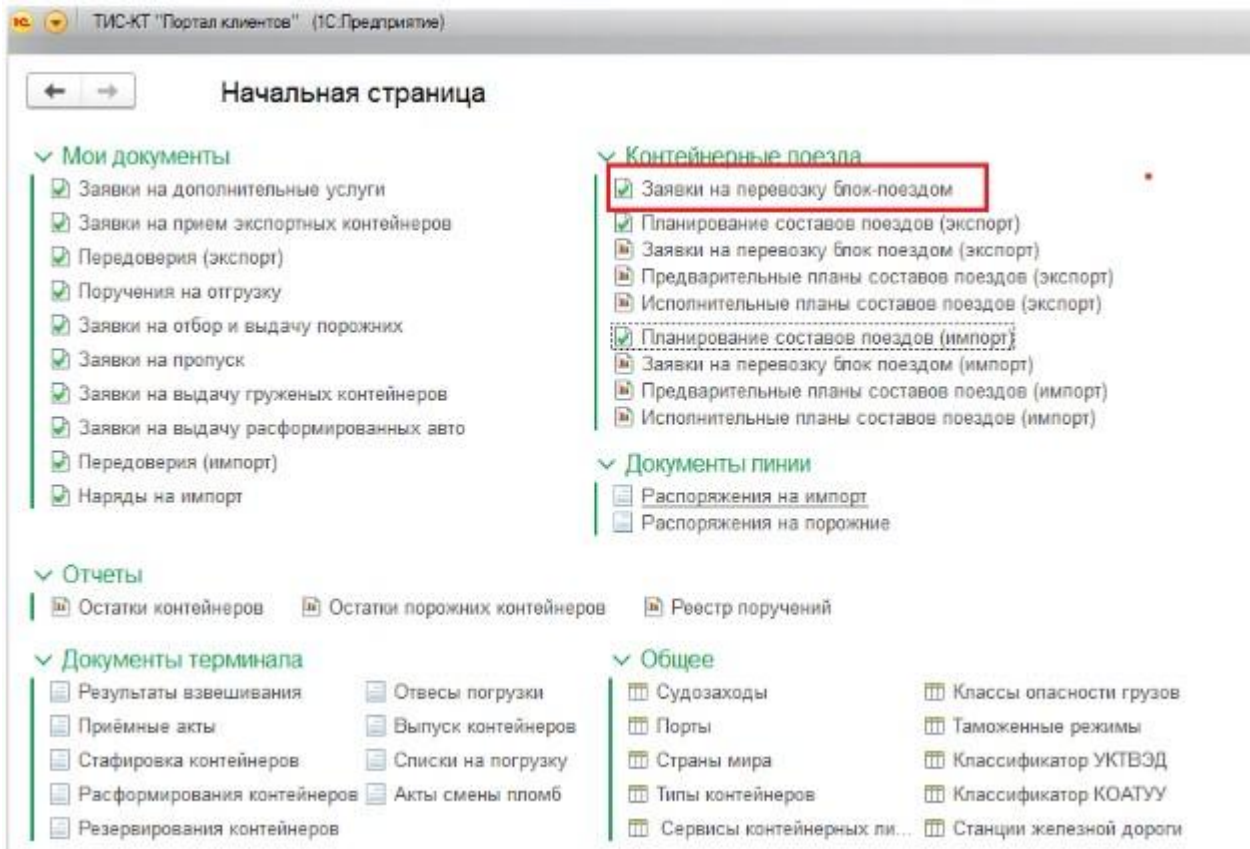 1С ТИС-КТ "Портал клиентов" (1С:Предприятие)
Начальная страница
Мои документы
Заявки на дополнительные услуги
Заявки на прием экспортных контейнеров
Передоверия (экспорт)
Поручения на отгрузку
Заявки на отбор и выдачу порожних
Заявки на пропуск
Заявки на выдачу груженых контейнеров
Заявки на выдачу расформированных авто
Передоверия (импорт)
Наряды на импорт
Контейнерные поезда
Заявки на перевозку блок-поездом
Планирование составов поездов (экспорт)
Заявки на перевозку блок поездом (экспорт)
Предварительные планы составов поездов (экспорт)
Исполнительные планы составов поездов (экспорт)
Планирование составов поездов (импорт)
Заявки на перевозку блок поездом (импорт)
Предварительные планы составов поездов (импорт)
Исполнительные планы составов поездов (импорт)
Документы линии
Распоряжения на импорт
Распоряжения на порожние
Отчеты
Остатки контейнеров Остатки порожних контейнеров Реестр поручений
Документы терминала
Результаты взвешивания Отвесы погрузки
Приёмные акты Выпуск контейнеров
Стафировка контейнеров Списки на погрузку
Расформирования контейнеров Акты смены пломб
Резервирования контейнеров
Общее
Судозаходы Классы опасности грузов
Порты Таможенные режимы
Страны мира Классификатор УКТВЭД
Типы контейнеров Классификатор КОАТУУ
Сервисы контейнерных ли... Станции железной дороги